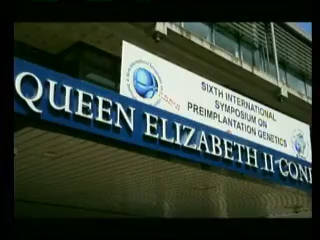 SIXTH INTERNATIONAL
SYMPOSIUM ON
PREIMPLANTATION GENETICS
QUEEN ELIZABETH II CON